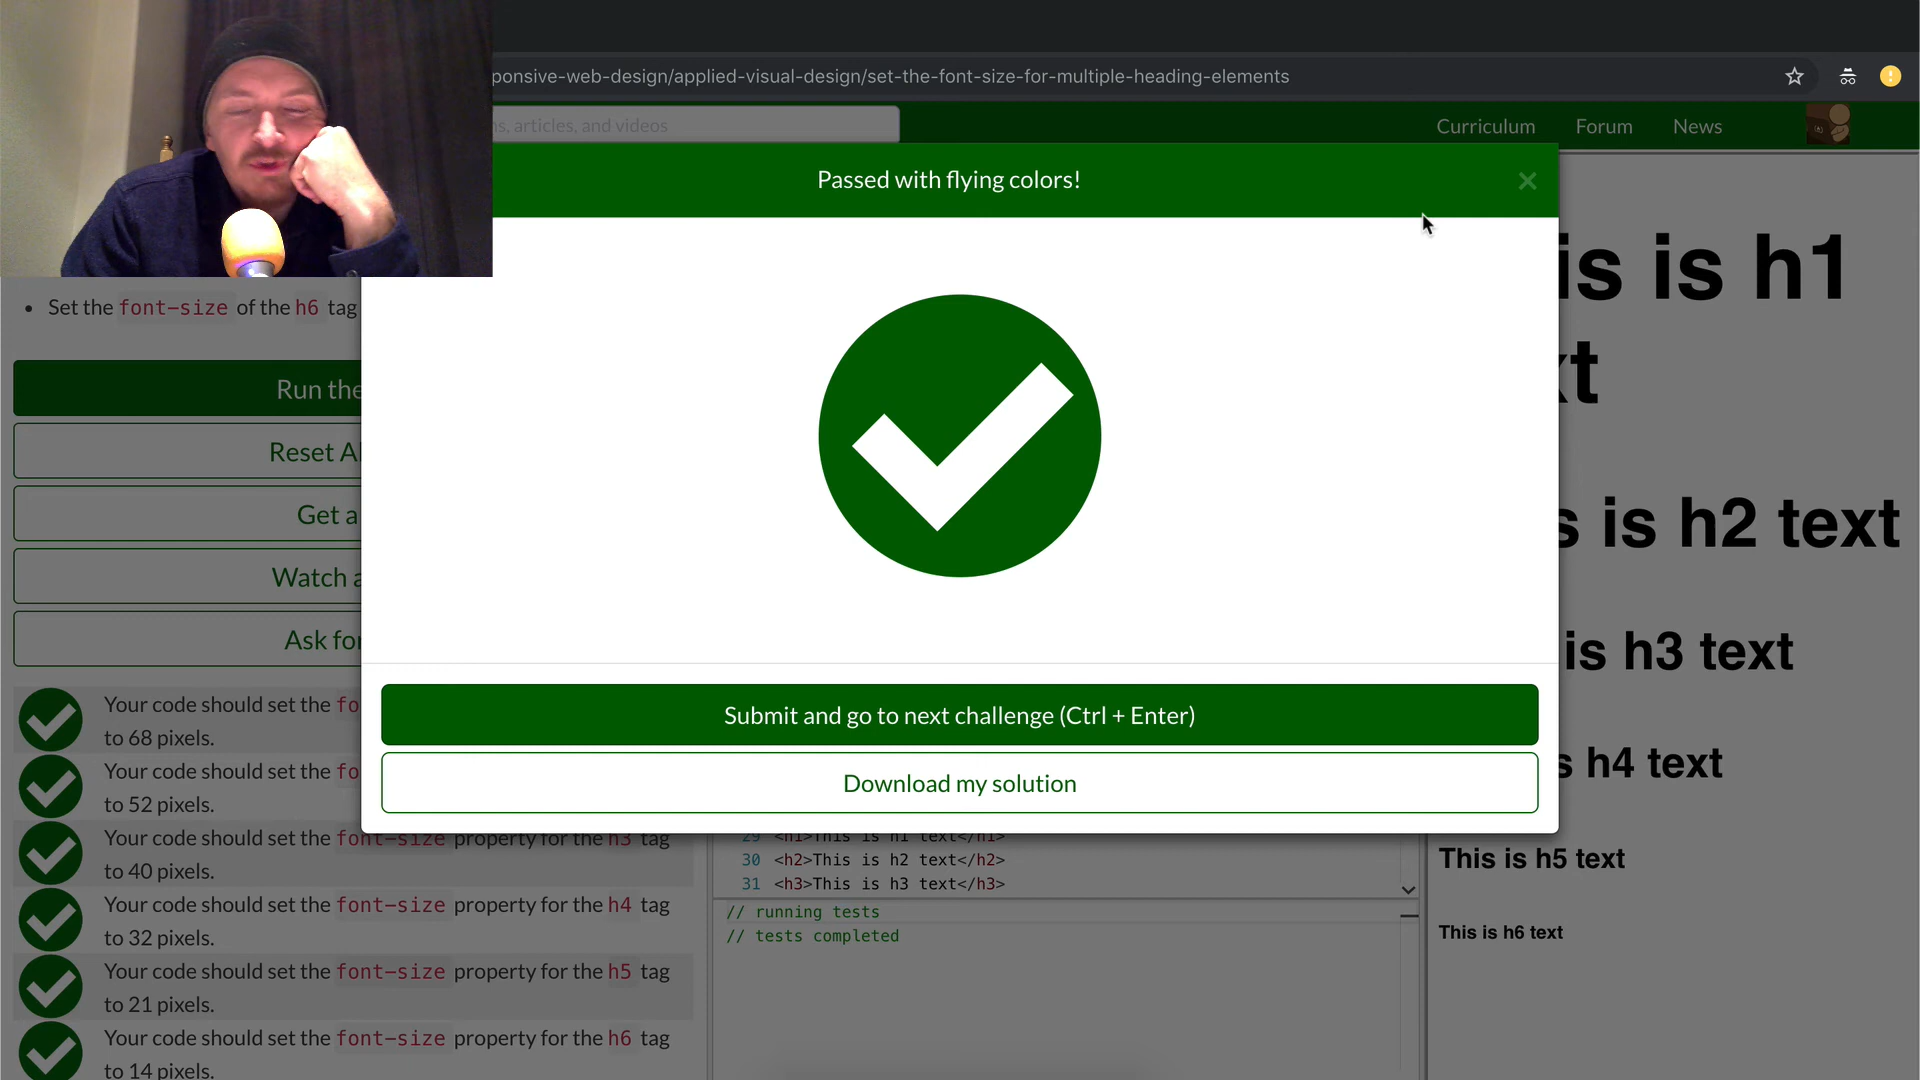 ponsive-web-design/applied-visual-design/set-the-font-size-for-multiple-heading-elements
s, articles, and videos
Curriculum Forum News
Passed with flying colors!
×
Set the font-size of the h6 tag
Run the
Reset Al
Get a
Watch a
Ask for
Submit and go to next challenge (Ctrl + Enter)
Download my solution
Your code should set the fo
to 68 pixels.
Your code should set the fo
to 52 pixels.
Your code should set the font-size property for the h3 tag
to 40 pixels.
Your code should set the font-size property for the h4 tag
to 32 pixels.
Your code should set the font-size property for the h5 tag
to 21 pixels.
Your code should set the font-size property for the h6 tag
to 14 pixels.
29 <h1>This is h1 text</h1>
30 <h2>This is h2 text</h2>
31 <h3>This is h3 text</h3>
// running tests
// tests completed
is is h1
xt
s is h2 text
is h3 text
s h4 text
This is h5 text
This is h6 text